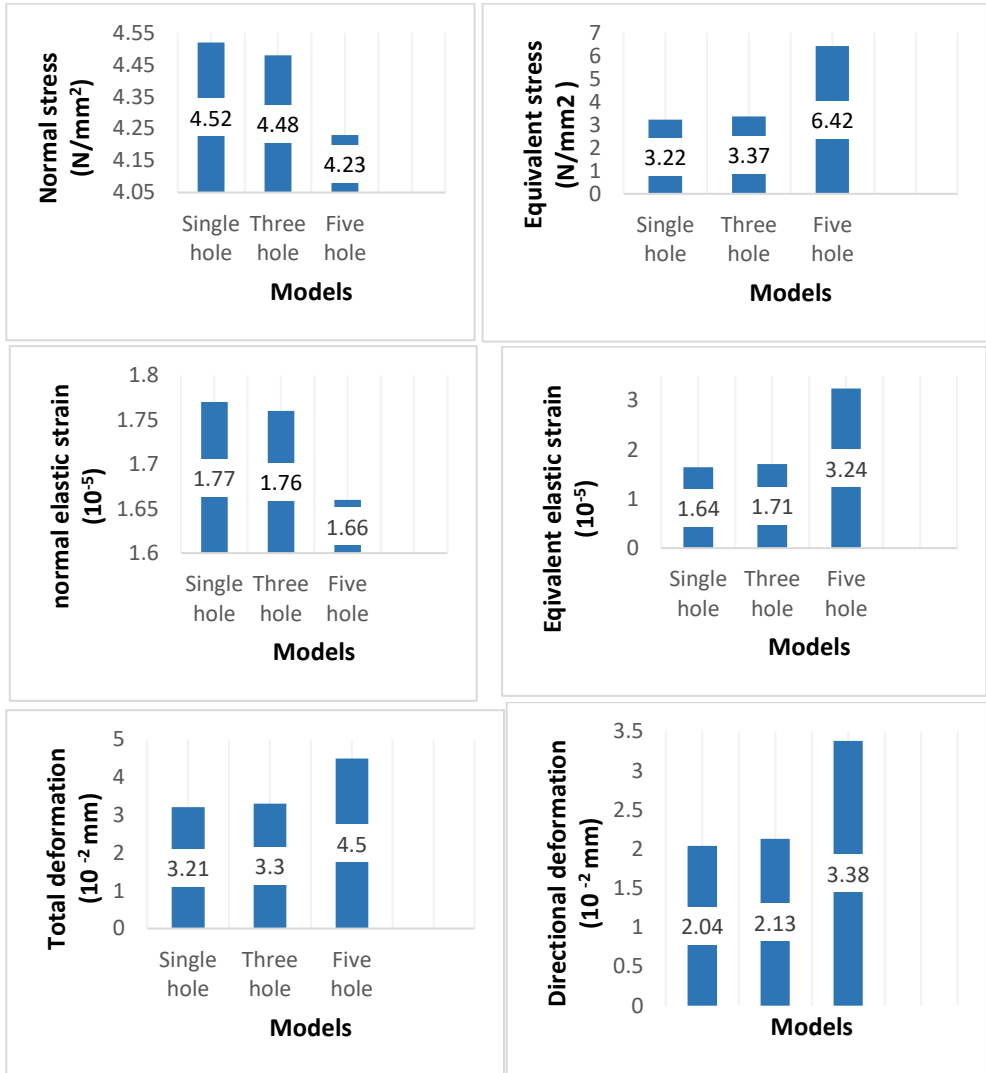 Normal stress
(N/mm²)
4.55
4.45
4.35
4.25
4.15
4.05
4.52
4.48
4.23
Single
hole
Three
hole
Five
hole
Models
Equivalent stress
(N/mm2 )
7
6
5
4
3
2
1
0
3.22
3.37
6.42
Single
hole
Three
hole
Five
hole
Models
normal elastic strain
(10⁻⁵)
1.8
1.75
1.7
1.65
1.6
1.77
1.76
1.66
Single
hole
Three
hole
Five
hole
Models
Eqivalent elastic strain
(10⁻⁵)
3
2
1
0
1.64
1.71
3.24
Single
hole
Three
hole
Five
hole
Models
Total deformation
(10 ⁻² mm)
5
4
3
2
1
0
3.21
3.3
4.5
Single
hole
Three
hole
Five
hole
Models
Directional deformation
(10 ⁻² mm)
3.5
3
2.5
2
1.5
1
0.5
0
2.04
2.13
3.38
Models